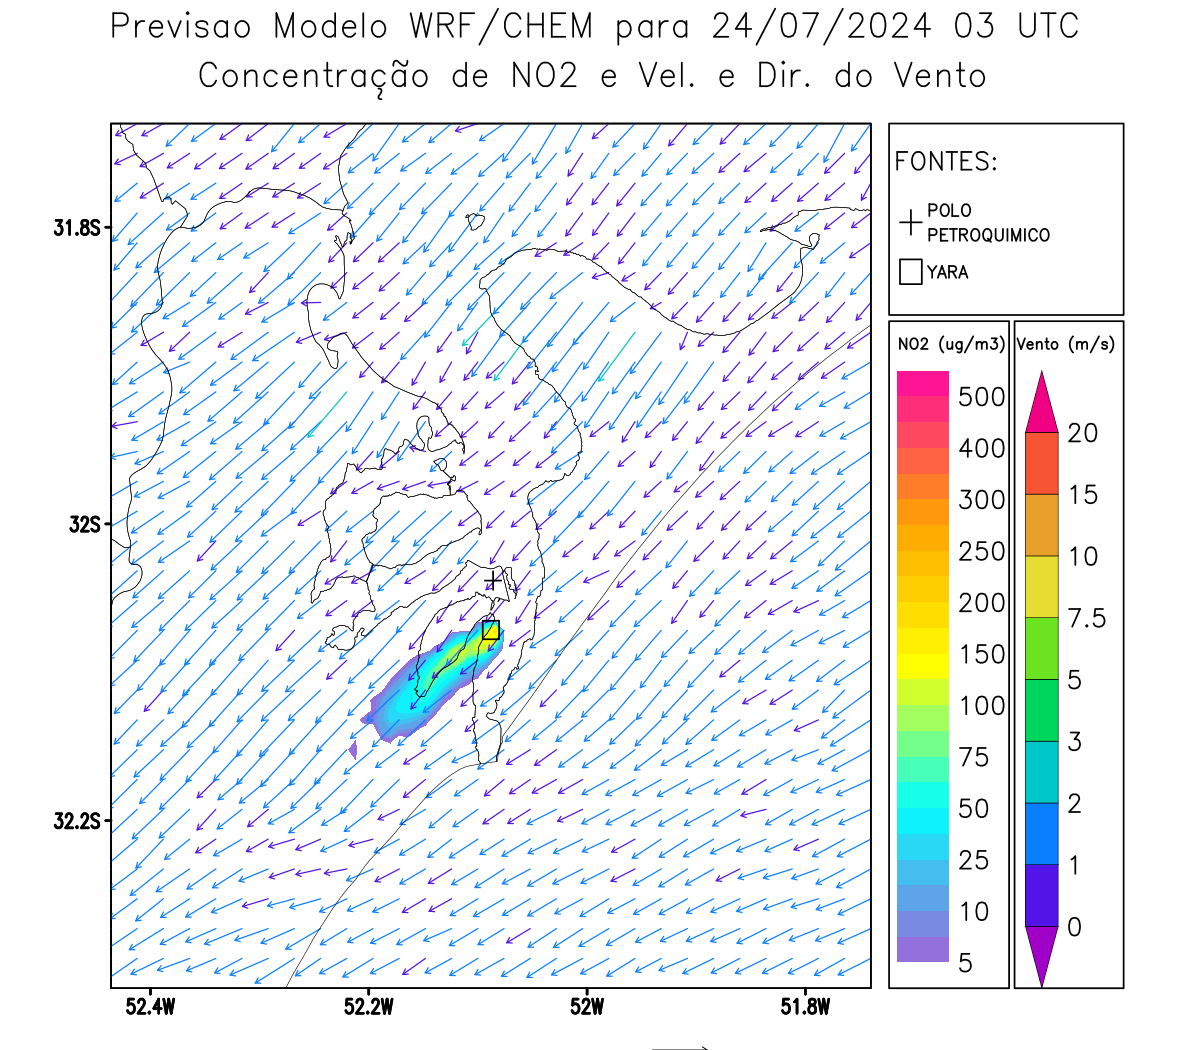 Previsao Modelo WRF/CHEM para 24/07/2024 03 UTC
Concentração de NO2 e Vel. e Dir. do Vento
FONTES:
POLO
PETROQUIMICO
YARA
NO2 (ug/m3)
500
400
300
250
200
150
100
75
50
25
10
5
Vento (m/s)
20
15
10
7.5
5
3
2
1
0
31.8S
32S
32.2S
52.4W
52.2W
52W
51.8W